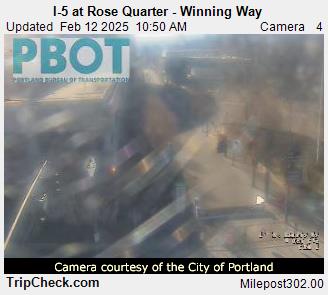 I-5 at Rose Quarter - Winning Way
Updated Feb 12 2025 10:50 AM Camera 4
PBOT
PORTLAND BUREAU OF TRANSPORTATION
Camera courtesy of the City of Portland
TripCheck.com Milepost302.00